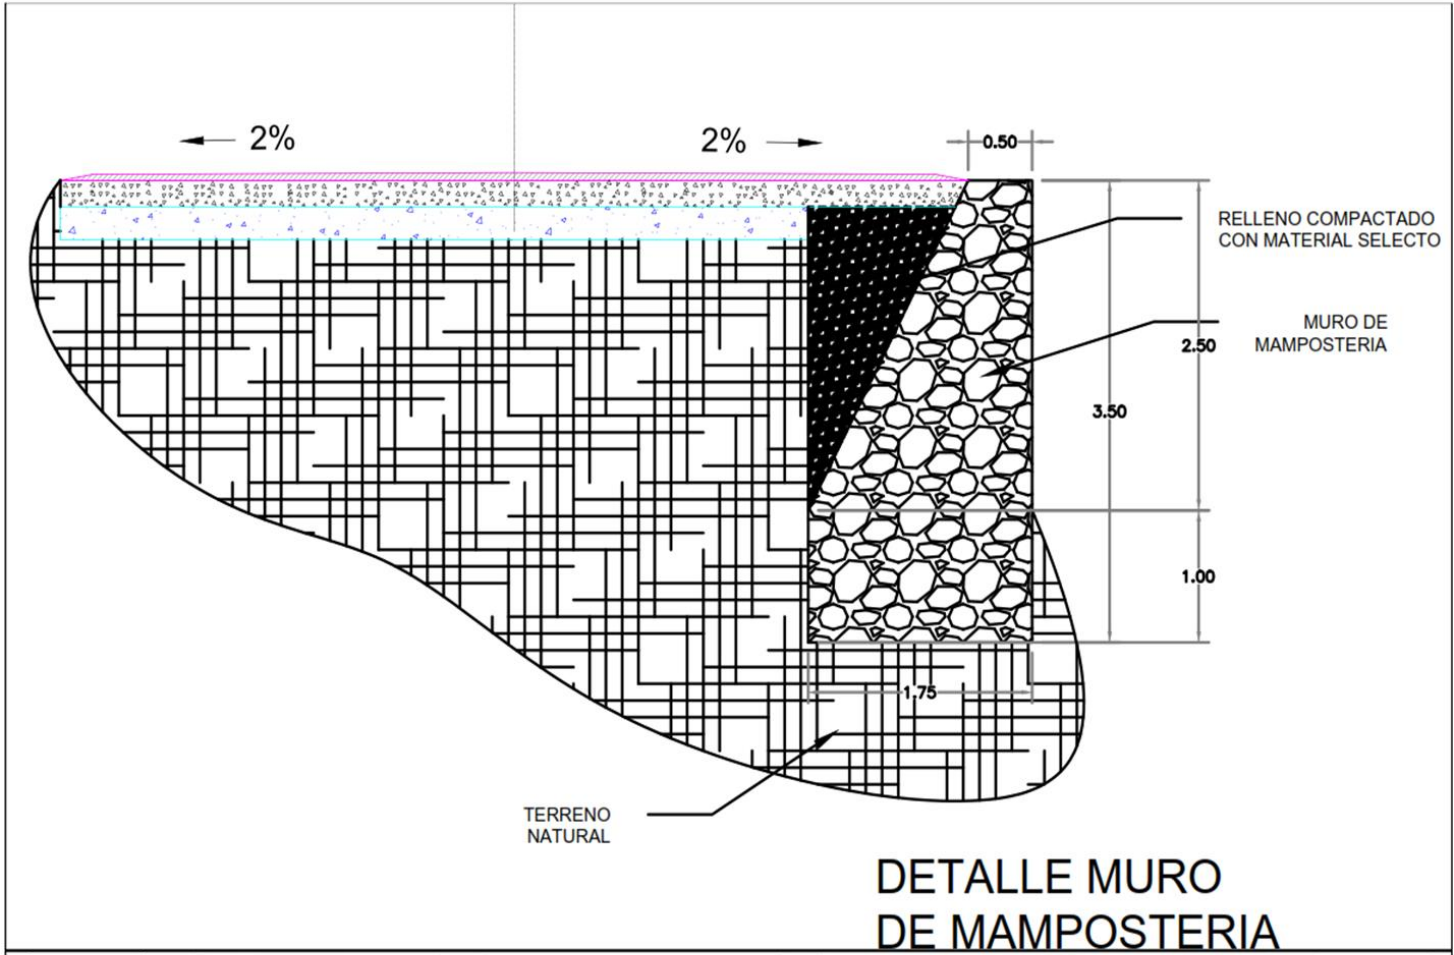 2%
2%
0.50
RELLENO COMPACTADO
CON MATERIAL SELECTO
MURO DE
MAMPOSTERIA
2.50
3.50
1.00
1.75
TERRENO
NATURAL
DETALLE MURO
DE MAMPOSTERIA